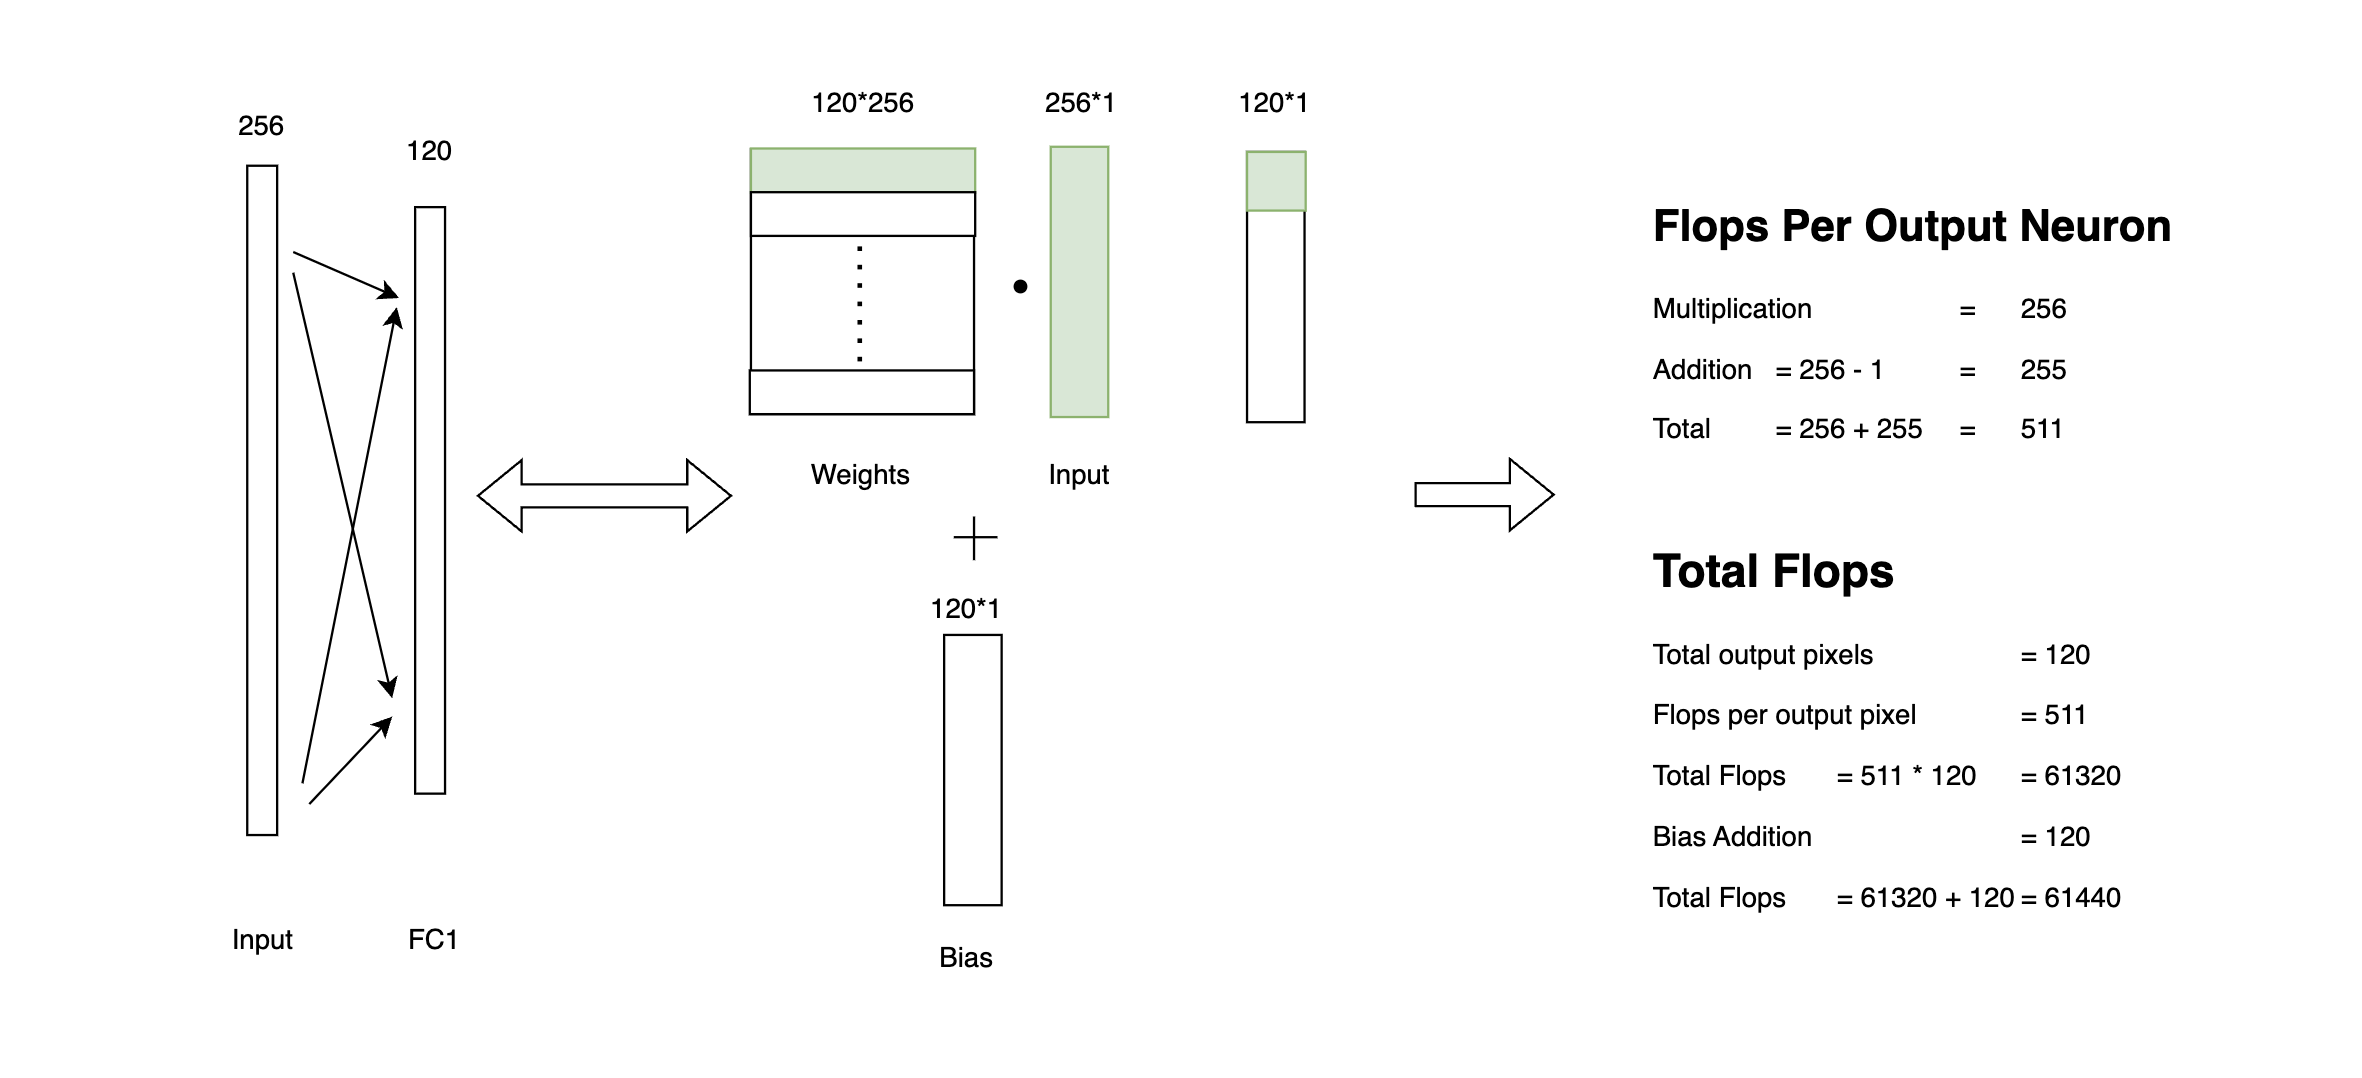 256
120
Input
FC1
120*256
256*1
120*1
Weights
Input
120*1
Bias
Flops Per Output Neuron
Multiplication = 256
Addition = 256 - 1 = 255
Total = 256 + 255 = 511
Total Flops
Total output pixels = 120
Flops per output pixel = 511
Total Flops = 511 * 120 = 61320
Bias Addition = 120
Total Flops = 61320 + 120 = 61440